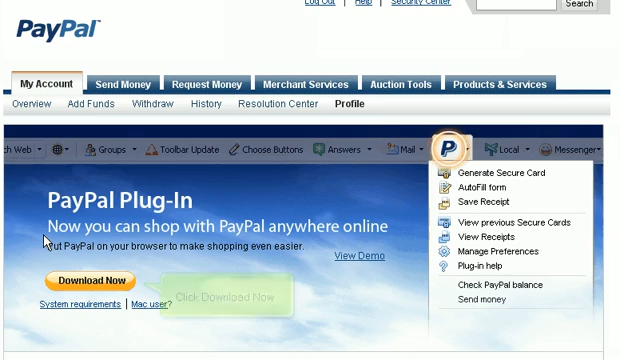 Log Out | Help | Security Center
Search
PayPal
My Account Send Money Request Money Merchant Services Auction Tools Products & Services
Overview Add Funds Withdraw History Resolution Center Profile
ch Web Groups Toolbar Update Choose Buttons Answers Mail P Local Messenger
Generate Secure Card
AutoFill form
Save Receipt
View previous Secure Cards
View Receipts
Manage Preferences
Plug-in help
Check PayPal balance
Send money
PayPal Plug-In
Now you can shop with PayPal anywhere online
ut PayPal on your browser to make shopping even easier.
View Demo
Download Now
Click Download Now
System requirements | Mac user?